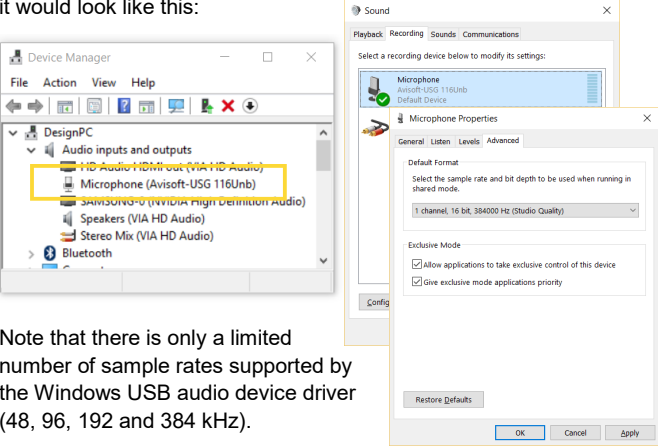 it would look like this:
Device Manager
File Action View Help
DesignPC
Audio inputs and outputs
HD Audio HDMI out (VIA HD Audio)
Microphone (Avisoft-USG 116Unb)
SAMSUNG-0 (NVIDIA High Definition Audio)
Speakers (VIA HD Audio)
Stereo Mix (VIA HD Audio)
Bluetooth
Sound
Playback Recording Sounds Communications
Select a recording device below to modify its settings:
Microphone
Avisoft-USG 116Unb
Default Device
Config
Microphone Properties
General Listen Levels Advanced
Default Format
Select the sample rate and bit depth to be used when running in
shared mode.
1 channel, 16 bit, 384000 Hz (Studio Quality)
Exclusive Mode
Allow applications to take exclusive control of this device
Give exclusive mode applications priority
Restore Defaults
OK Cancel Apply
Note that there is only a limited
number of sample rates supported by
the Windows USB audio device driver
(48, 96, 192 and 384 kHz).